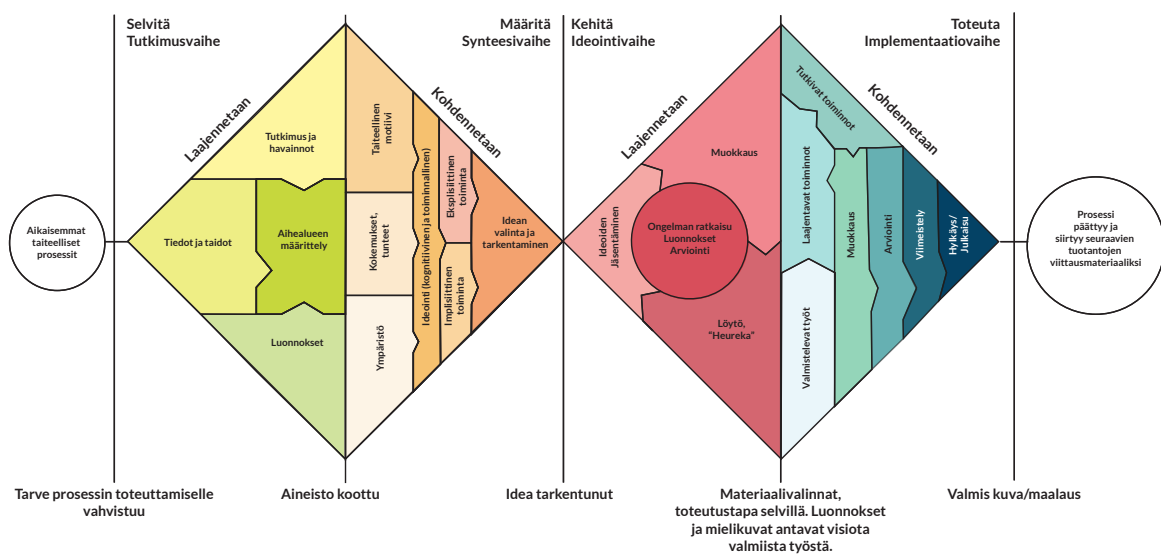 Selvitä
Tutkimusvaihe
Määritä
Synteesivaihe
Kehitä
Ideointivaihe
Toteuta
Implementaatiovaihe
Laajennetaan
Kohdennetaan
Laajennetaan
Kohdennetaan
Aikaisemmat
taiteelliset
prosessit
Tutkimus ja
havainnot
Tiedot ja taidot
Aihealueen
määrittely
Luonnokset
Taiteellinen
motiivi
Kokemukset,
tunteet
Ympäristö
Ideointi (kognitiivinen ja toiminnallinen)
Eksplisiittinen
toiminta
Implisiittinen
toiminta
Idean
valinta ja
tarkentaminen
Ideoiden
Jäsentäminen
Muokkaus
Ongelman ratkaisu
Luonnokset
Arviointi
Löytö,
"Heureka"
Tutkivat toiminnot
Laajentavat toiminnot
Valmistelevat työt
Muokkaus
Arviointi
Viimeistely
Hylkäys/
Julkaisu
Prosessi
päättyy ja
siirtyy seuraavien
tuotantojen
viittausmateriaaliksi
Tarve prosessin toteuttamiselle
vahvistuu
Aineisto koottu
Idea tarkentunut
Materiaalivalinnat,
toteutustapa selvillä. Luonnokset
ja mielikuvat antavat visiota
valmiista työstä.
Valmis kuva/maalaus